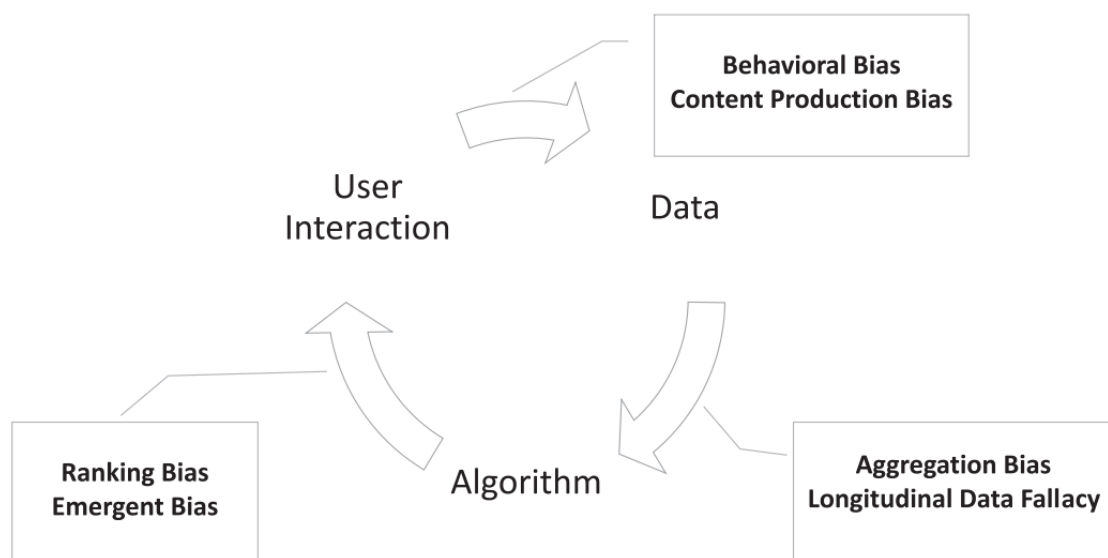 Behavioral Bias
Content Production Bias
User
Interaction
Data
Ranking Bias
Emergent Bias
Algorithm
Aggregation Bias
Longitudinal Data Fallacy